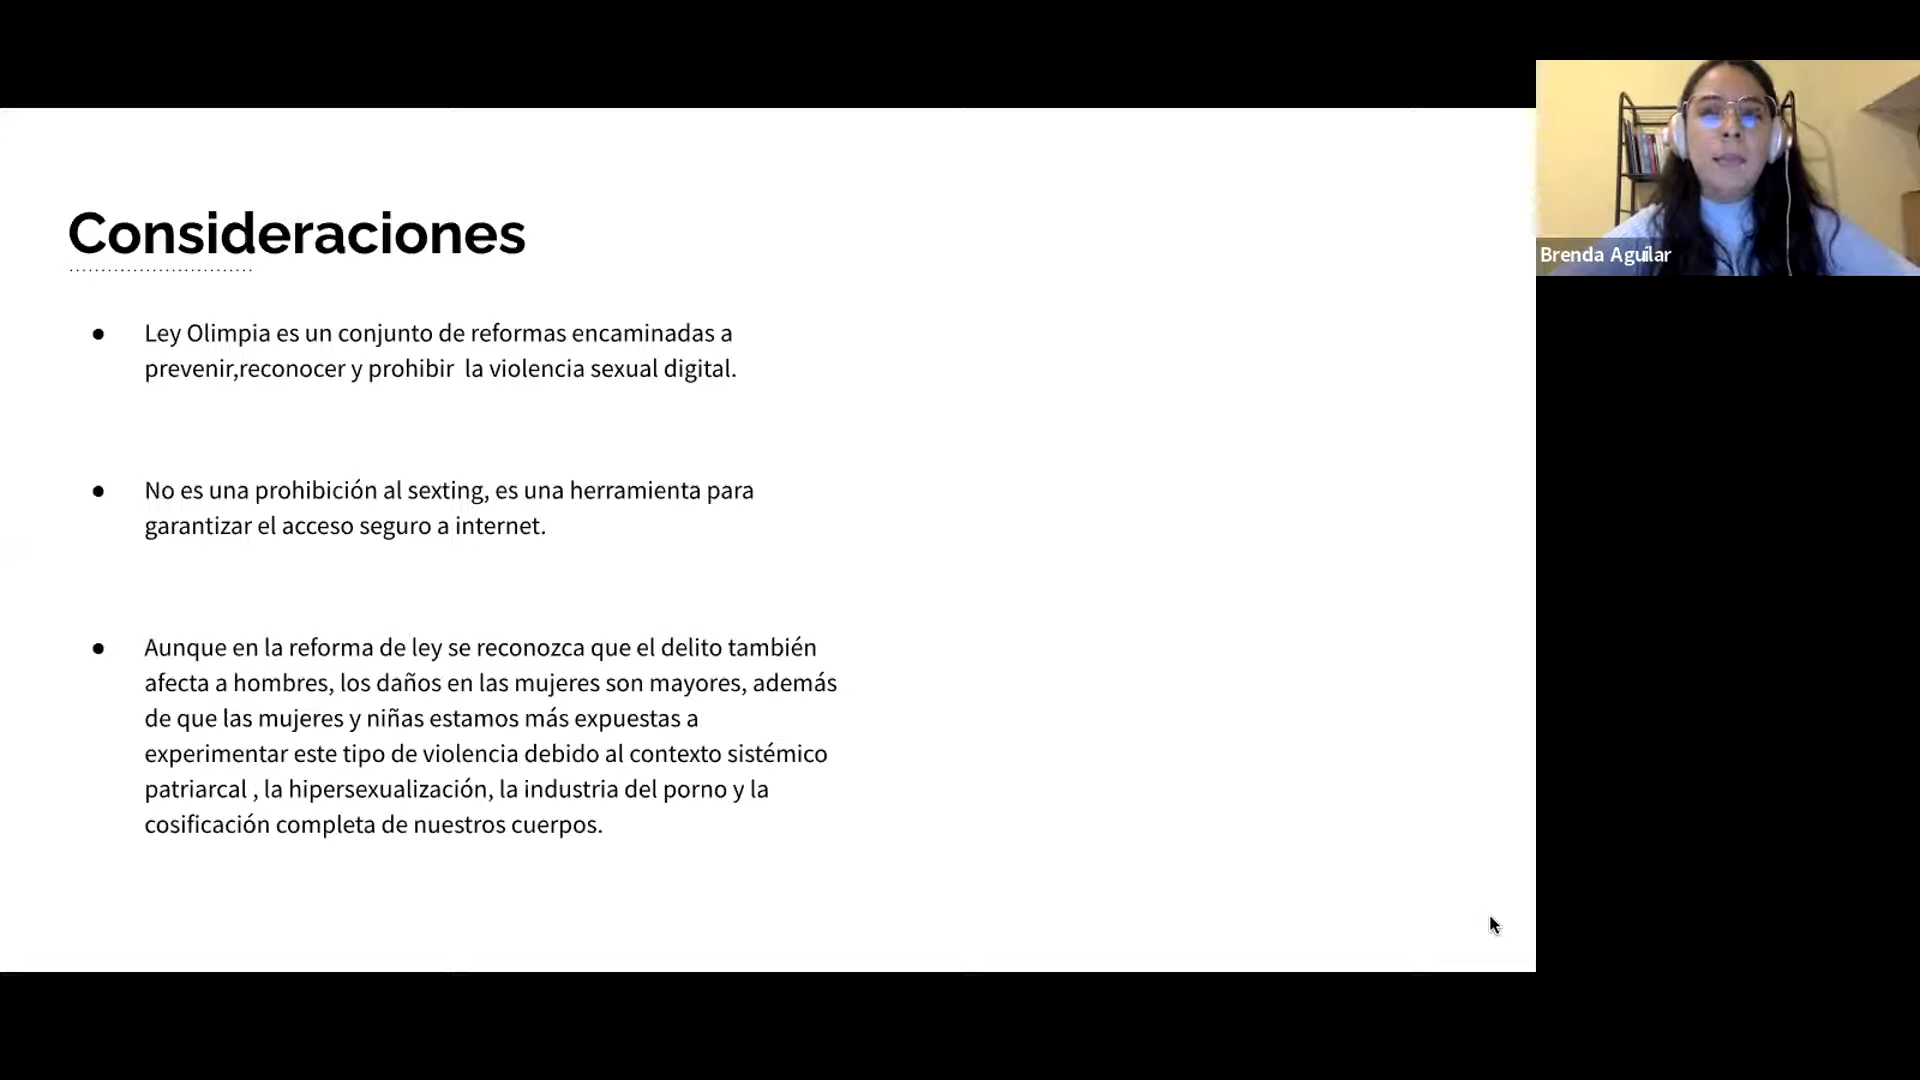 Consideraciones
● Ley Olimpia es un conjunto de reformas encaminadas a
prevenir,reconocer y prohibir  la violencia sexual digital.
● No es una prohibición al sexting, es una herramienta para
garantizar el acceso seguro a internet.
● Aunque en la reforma de ley se reconozca que el delito también
afecta a hombres, los daños en las mujeres son mayores, además
de que las mujeres y niñas estamos más expuestas a
experimentar este tipo de violencia debido al contexto sistémico
patriarcal , la hipersexualización, la industria del porno y la
cosificación completa de nuestros cuerpos.
Brenda Aguilar